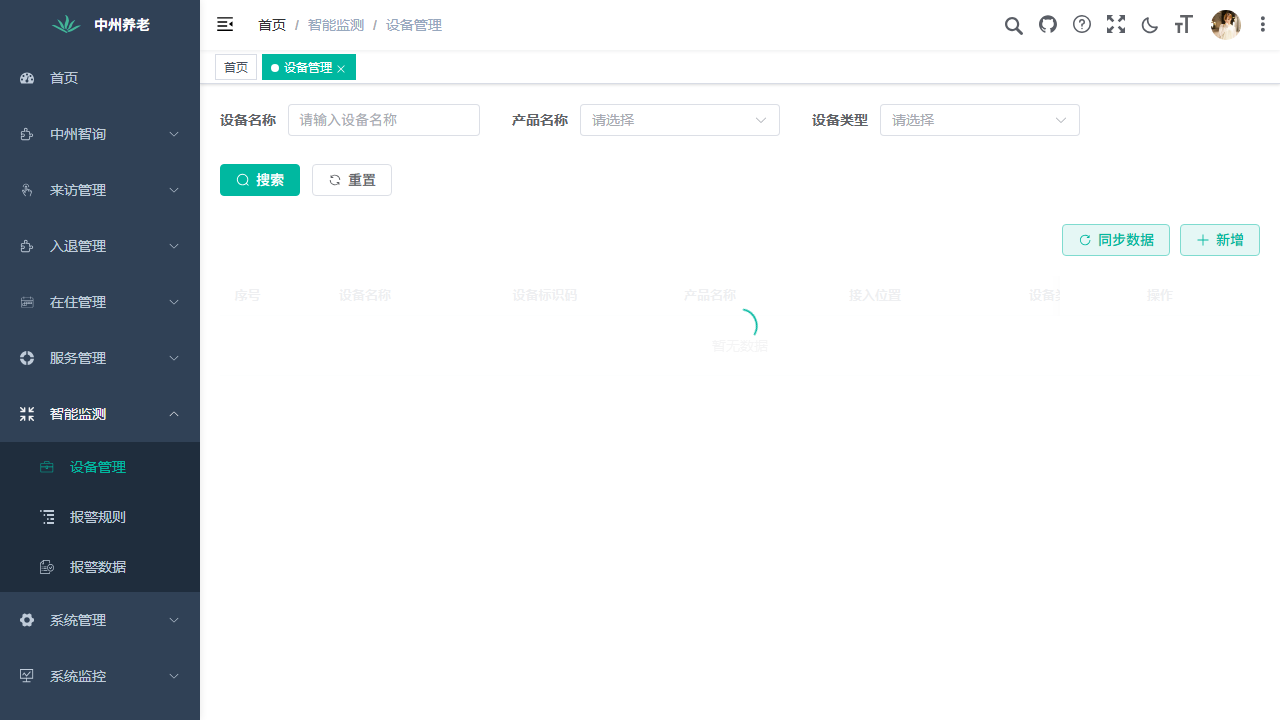 中州养老
首页 / 智能监测 / 设备管理
首页
设备管理
首页
中州智询
来访管理
入退管理
在住管理
服务管理
智能监测
设备管理
报警规则
报警数据
系统管理
系统监控
设备名称 请输入设备名称 产品名称 请选择 设备类型 请选择
搜索 重置
同步数据 新增
序号 设备名称 设备标识码 产品名称 接入位置 设备 操作
暂无数据